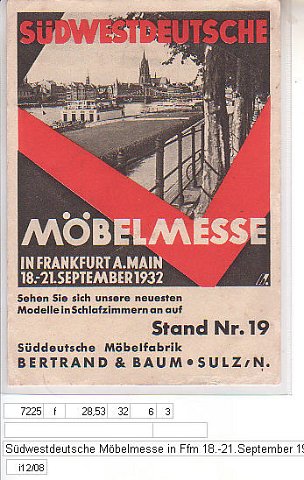 SÜDWESTDEUTSCHE
MÖBELMESSE
IN FRANKFURT A.MAIN
18.-21.SEPTEMBER 1932
Sehen Sie sich unsere neuesten
Modelle in Schlafzimmern an auf
Stand Nr. 19
Süddeutsche Möbelfabrik
BERTRAND & BAUM • SULZ/N.
7225 f 28,53 32 6 3
Südwestdeutsche Möbelmesse in Ffm 18.-21.September 19
i12/08